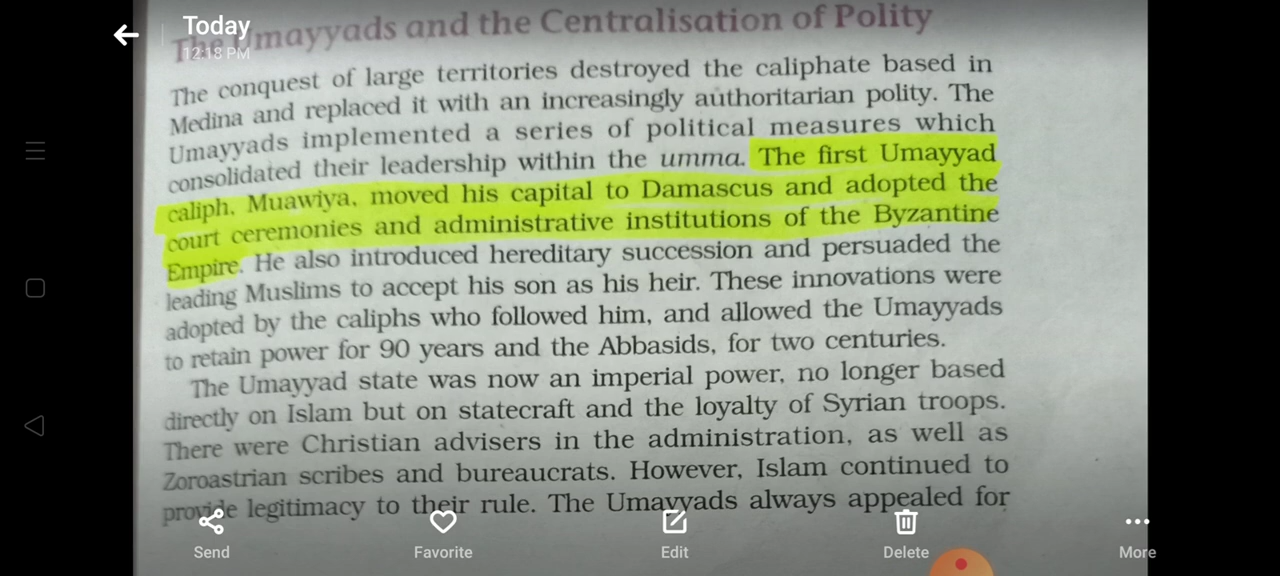 Today
12:18 PM
The Umayyads and the Centralisation of Polity
The conquest of large territories destroyed the caliphate based in
Medina and replaced it with an increasingly authoritarian polity. The
Umayyads implemented a series of political measures which
consolidated their leadership within the umma. The first Umayyad
caliph, Muawiya, moved his capital to Damascus and adopted the
court ceremonies and administrative institutions of the Byzantine
Empire. He also introduced hereditary succession and persuaded the
leading Muslims to accept his son as his heir. These innovations were
adopted by the caliphs who followed him, and allowed the Umayyads
to retain power for 90 years and the Abbasids, for two centuries.
The Umayyad state was now an imperial power, no longer based
directly on Islam but on statecraft and the loyalty of Syrian troops.
There were Christian advisers in the administration, as well as
Zoroastrian scribes and bureaucrats. However, Islam continued to
provide legitimacy to their rule. The Umayyads always appealed for
Send Favorite Edit Delete More